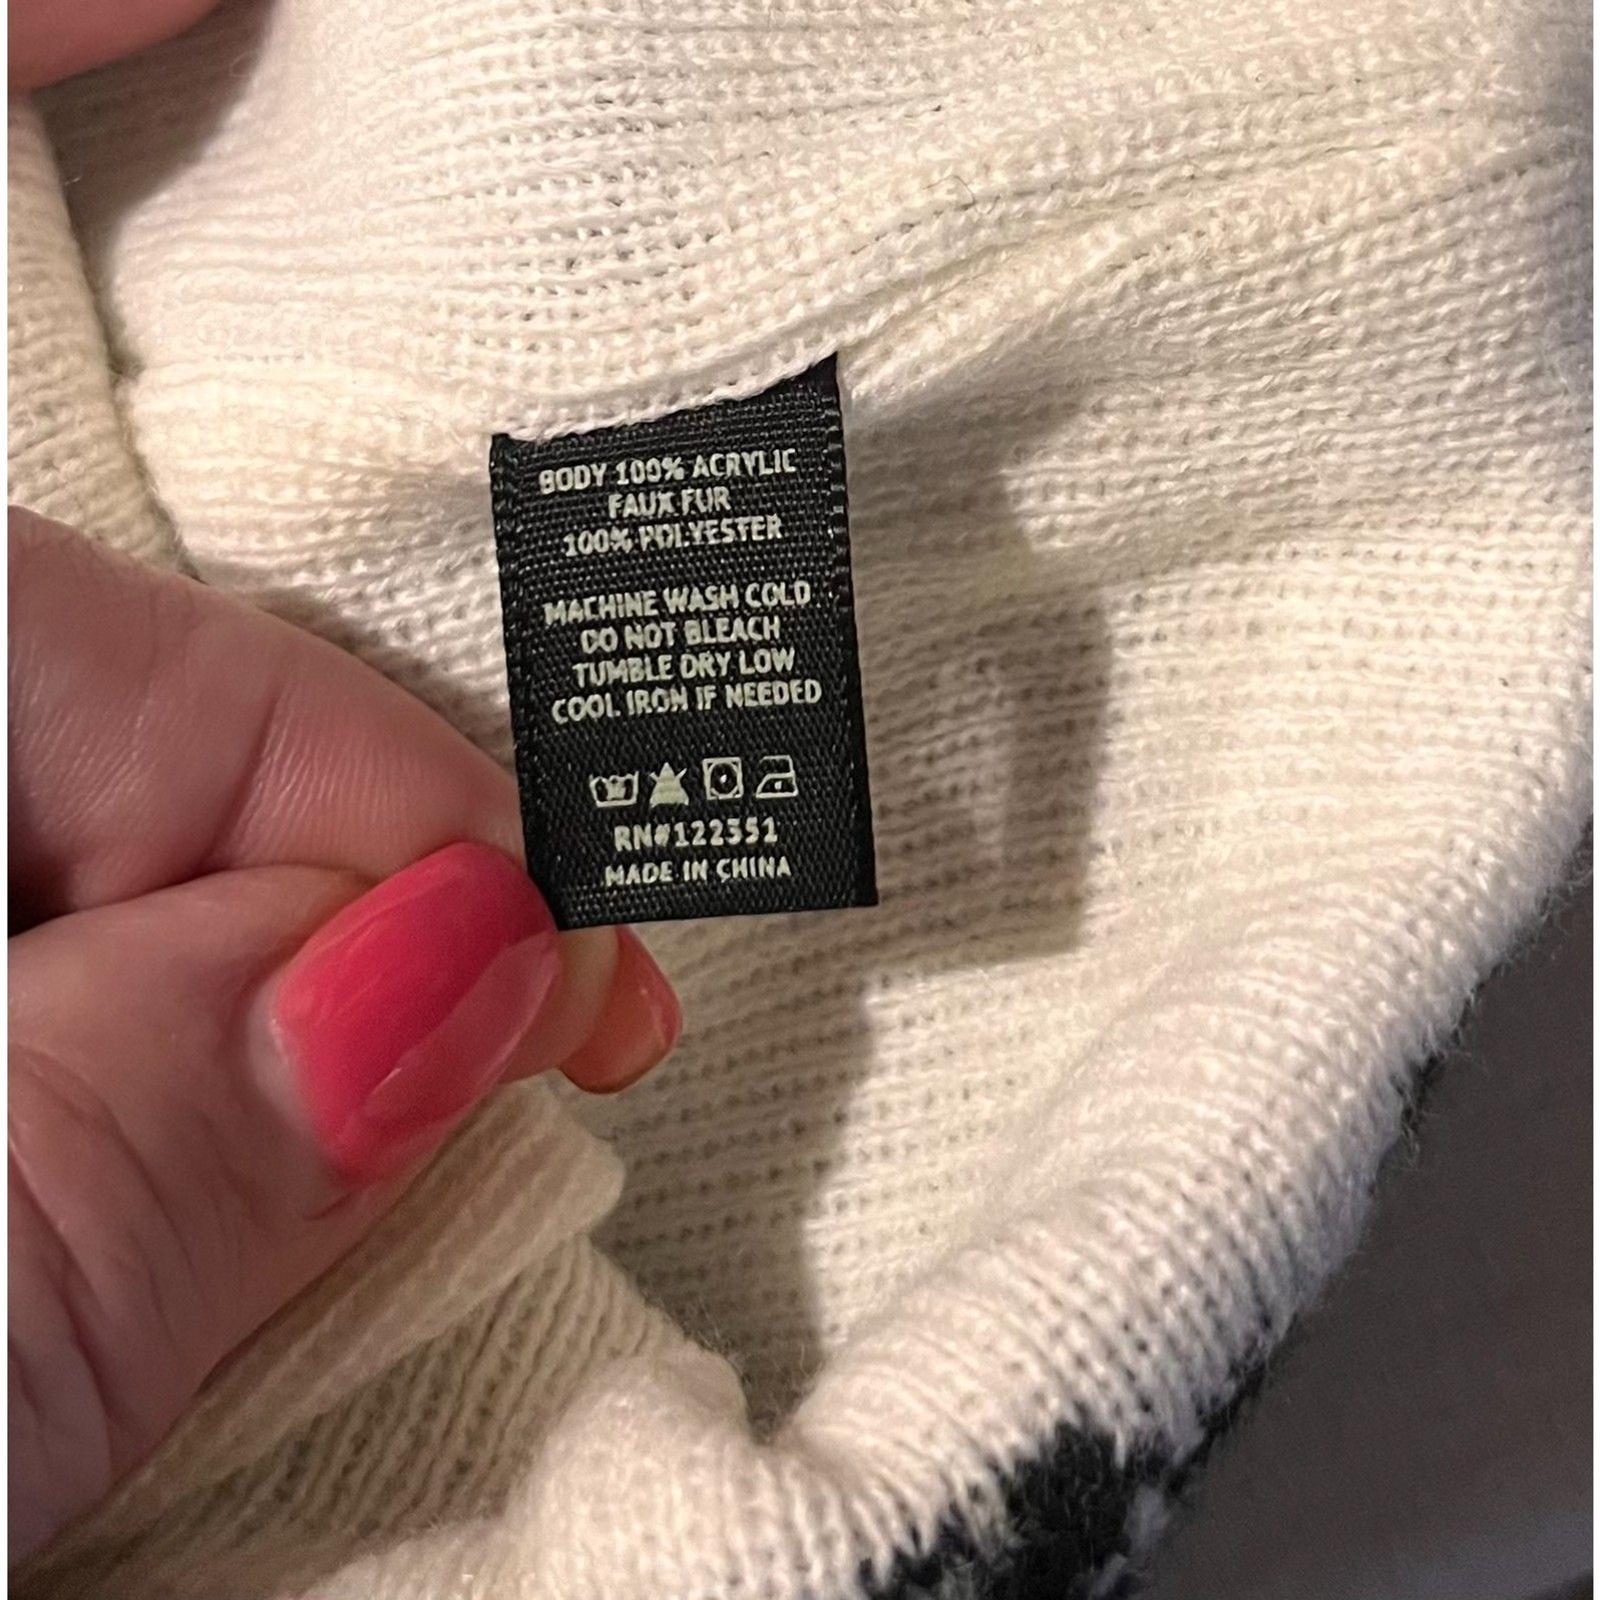 BODY 100% ACRYLIC
FAUX FUR
100% POLYESTER
MACHINE WASH COLD
DO NOT BLEACH
TUMBLE DRY LOW
COOL IRON IF NEEDED
RN#122351
MADE IN CHINA